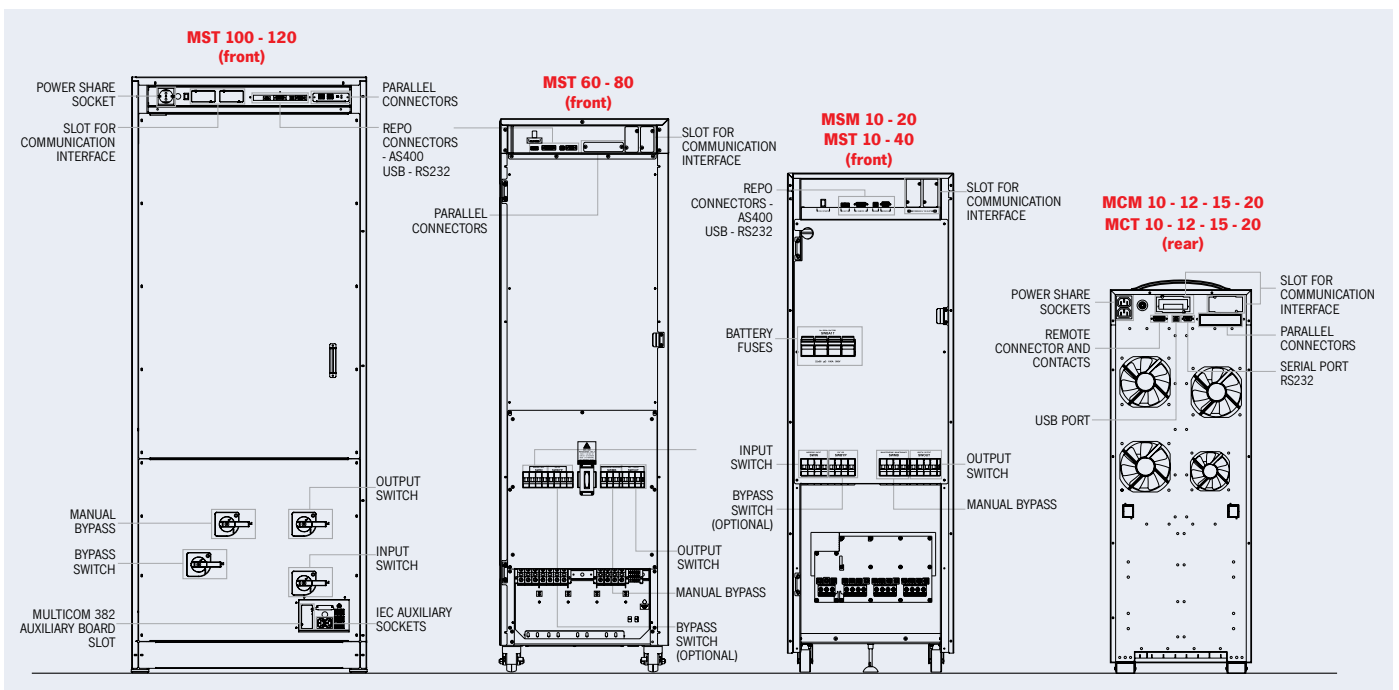 MST 100 - 120
(front)
POWER SHARE
SOCKET
SLOT FOR
COMMUNICATION
INTERFACE
PARALLEL
CONNECTORS
REPO
CONNECTORS
- AS400
USB - RS232
MANUAL
BYPASS
BYPASS
SWITCH
MULTICOM 382
AUXILIARY BOARD
SLOT
OUTPUT
SWITCH
INPUT
SWITCH
IEC AUXILIARY
SOCKETS
MST 60 - 80
(front)
SLOT FOR
COMMUNICATION
INTERFACE
PARALLEL
CONNECTORS
OUTPUT
SWITCH
MANUAL BYPASS
BYPASS
SWITCH
(OPTIONAL)
MSM 10 - 20
MST 10 - 40
(front)
REPO
CONNECTORS -
AS400
USB - RS232
SLOT FOR
COMMUNICATION
INTERFACE
BATTERY
FUSES
INPUT
SWITCH
BYPASS
SWITCH
(OPTIONAL)
OUTPUT
SWITCH
MANUAL BYPASS
MCM 10 - 12 - 15 - 20
MCT 10 - 12 - 15 - 20
(rear)
POWER SHARE
SOCKETS
REMOTE
CONNECTOR AND
CONTACTS
USB PORT
SLOT FOR
COMMUNICATION
INTERFACE
PARALLEL
CONNECTORS
SERIAL PORT
RS232